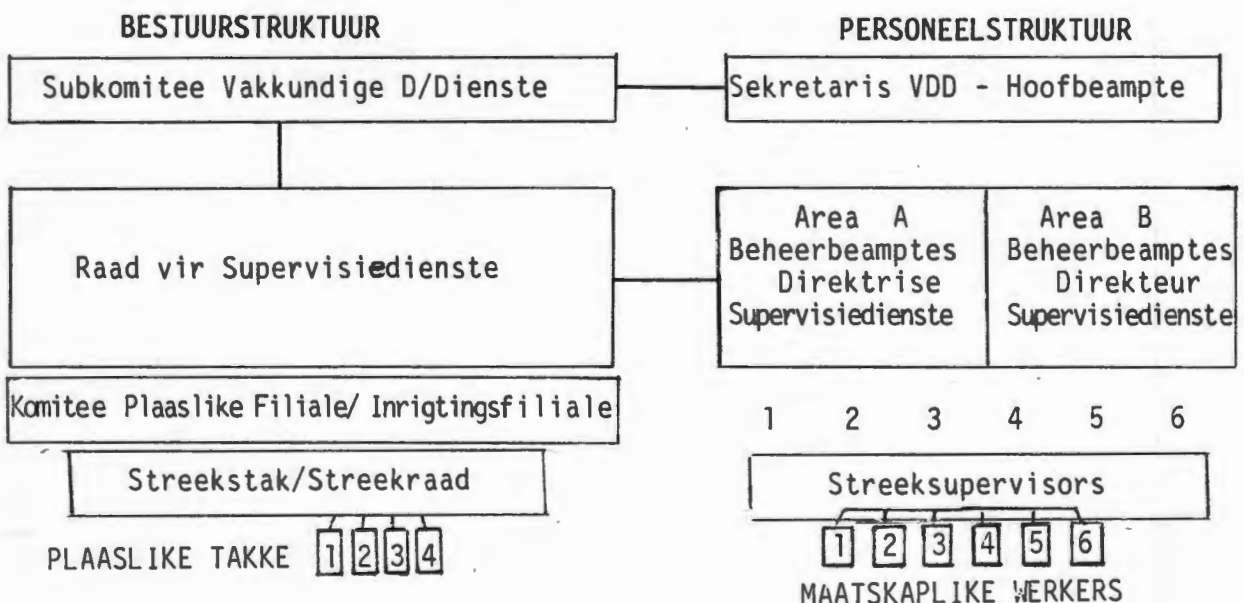 BESTUURSTRUKTUUR
PERSONEELSTRUKTUUR
Subkomitee Vakkundige D/Dienste
Sekretaris VDD - Hoofbeampte
Raad vir Supervisiedienste
Area A
Beheerbeamptes
Direktrise
Supervisiedienste
Area B
Beheerbeamptes
Direkteur
Supervisiedienste
Komitee Plaaslike Filiale/ Inrigtingsfiliale
1 2 3 4 5 6
Streekstak/Streekraad
Streeksupervisors
PLAASLIKE TAKKE 1 2 3 4
1 2 3 4 5 6
MAATSKAPLIKE WERKERS